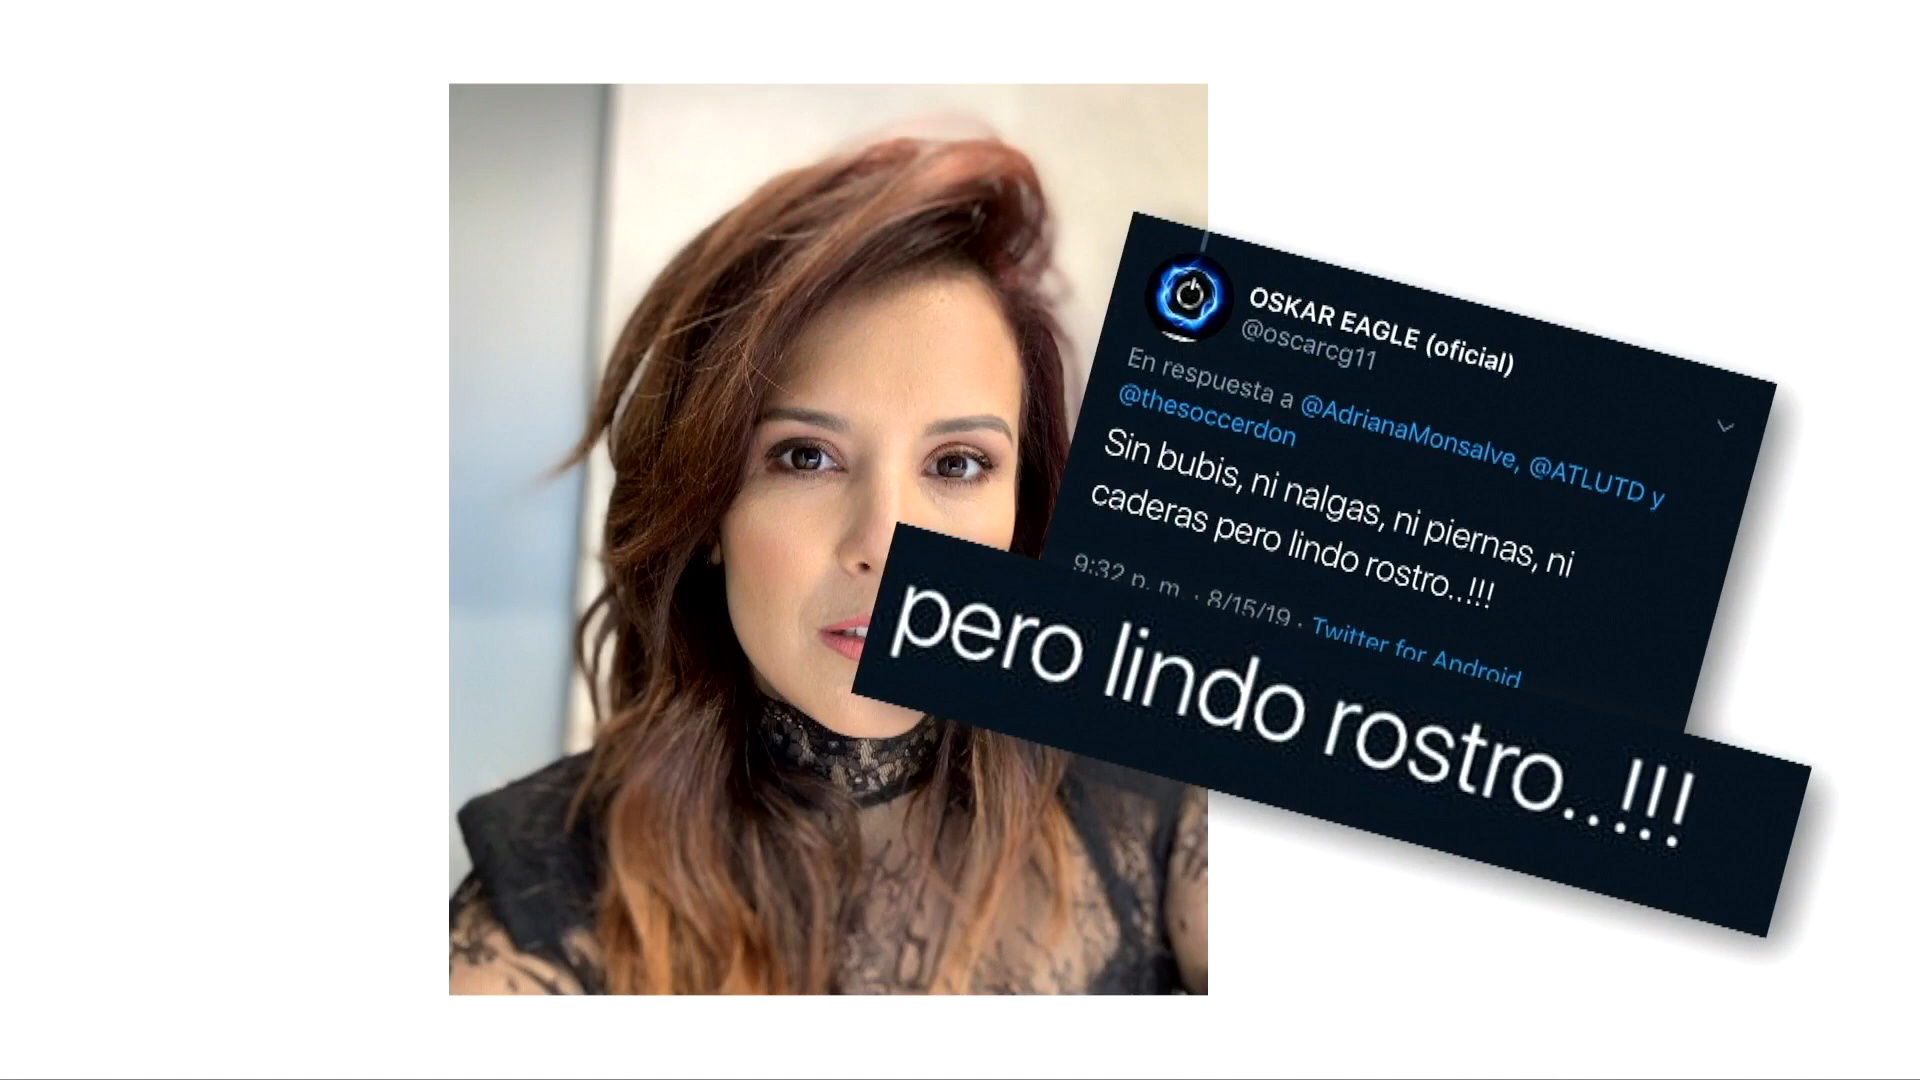 OSKAR EAGLE (oficial)
@oscarcg11
En respuesta a @AdrianaMonsalve, @ATLUTD y
@thesoccerdon
Sin bubis, ni nalgas, ni piernas, ni
caderas pero lindo rostro..!!!
9:32 p. m. · 8/15/19 · Twitter for Android
pero lindo rostro..!!!